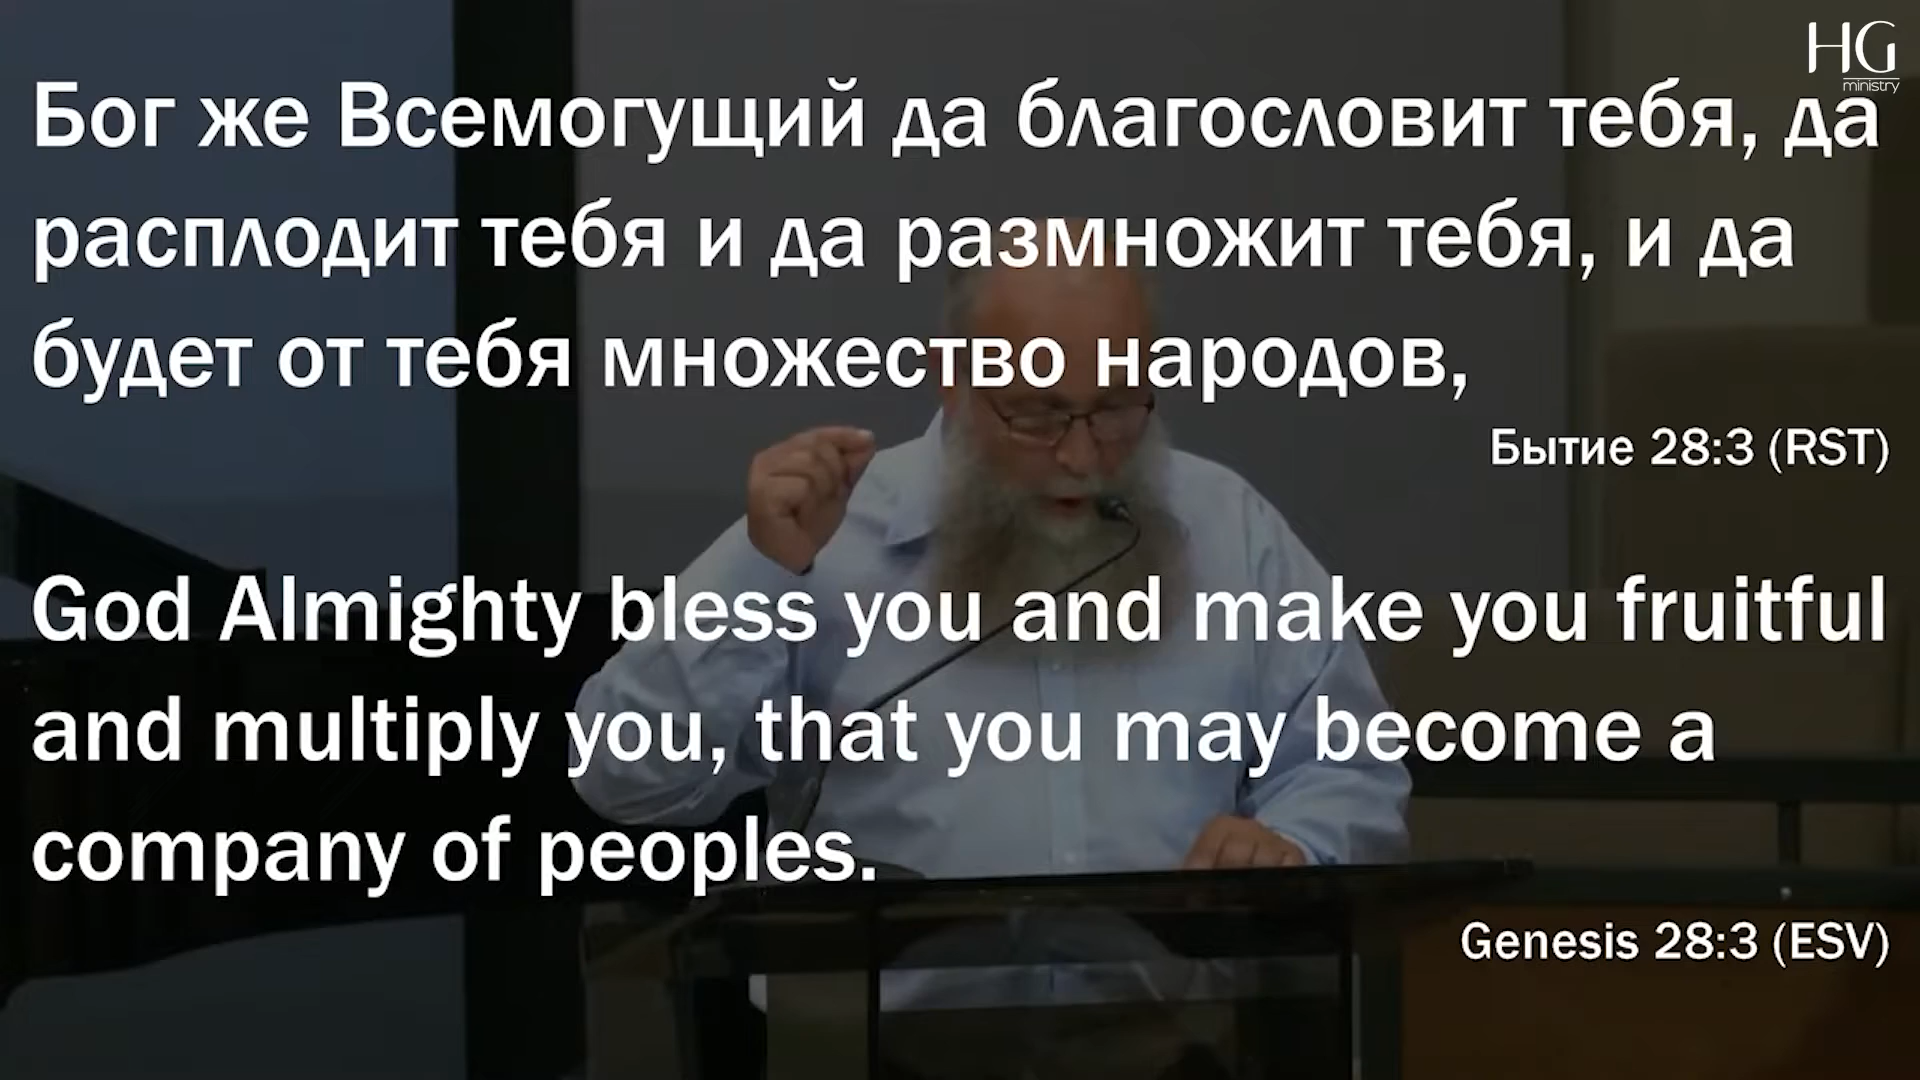 HG
ministry
Бог же Всемогущий да благословит тебя, да
расплодит тебя и да размножит тебя, и да
будет от тебя множество народов,
Бытие 28:3 (RST)
God Almighty bless you and make you fruitful
and multiply you, that you may become a
company of peoples.
Genesis 28:3 (ESV)